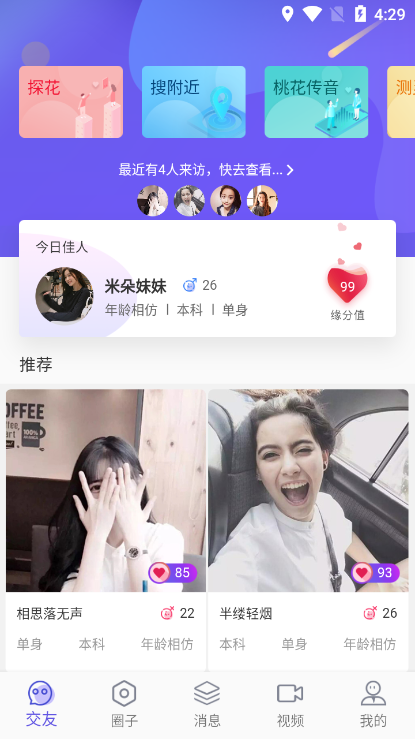 4:29
探花
搜附近
桃花传音
最近有4人来访，快去查看...
今日佳人
米朵妹妹 26
年龄相仿 | 本科 | 单身
99
缘分值
推荐
OFFEE
100%
85
93
相思落无声 22
半缕轻烟 26
单身 本科 年龄相仿
本科 单身 年龄相仿
交友
圈子
消息
视频
我的